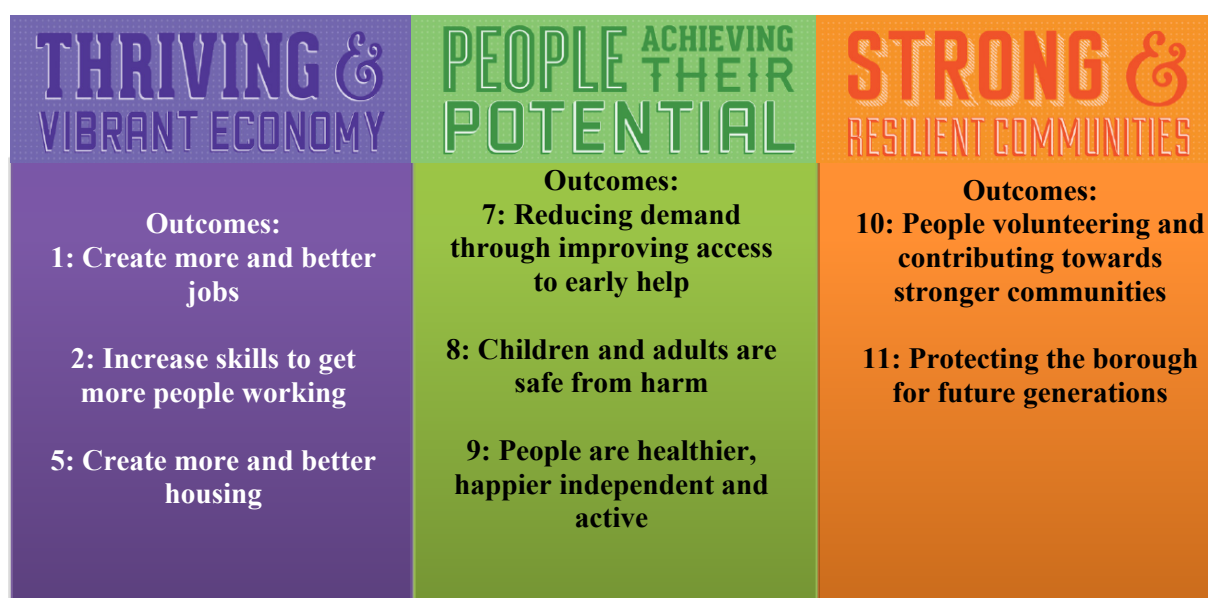 THRIVING &
VIBRANT ECONOMY
Outcomes:
1: Create more and better
jobs
2: Increase skills to get
more people working
5: Create more and better
housing
PEOPLE ACHIEVING
THEIR
POTENTIAL
Outcomes:
7: Reducing demand
through improving access
to early help
8: Children and adults are
safe from harm
9: People are healthier,
happier independent and
active
STRONG &
RESILIENT COMMUNITIES
Outcomes:
10: People volunteering and
contributing towards
stronger communities
11: Protecting the borough
for future generations